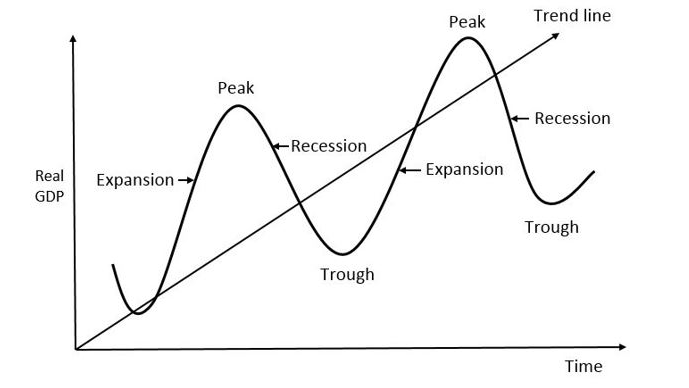 Peak
Trend line
Peak
Recession
Recession
Real
GDP
Expansion
Expansion
Trough
Trough
Time